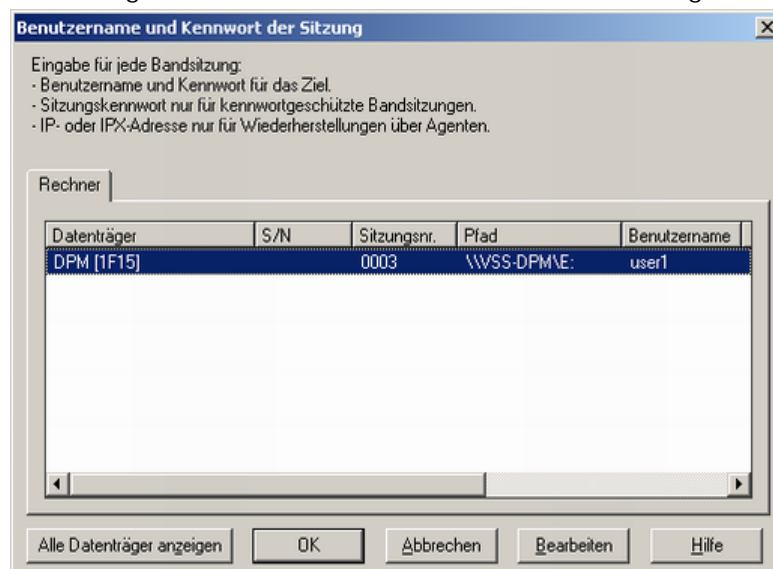 Benutzername und Kennwort der Sitzung
Eingabe für jede Bandsitzung:
- Benutzername und Kennwort für das Ziel.
- Sitzungskennwort nur für kennwortgeschützte Bandsitzungen.
- IP- oder IPX-Adresse nur für Wiederherstellungen über Agenten.
Rechner
Datenträger S/N Sitzungsnr. Pfad Benutzername
DPM [1F15] 0003 \\VSS-DPM\E: user1
Alle Datenträger anzeigen OK Abbrechen Bearbeiten Hilfe